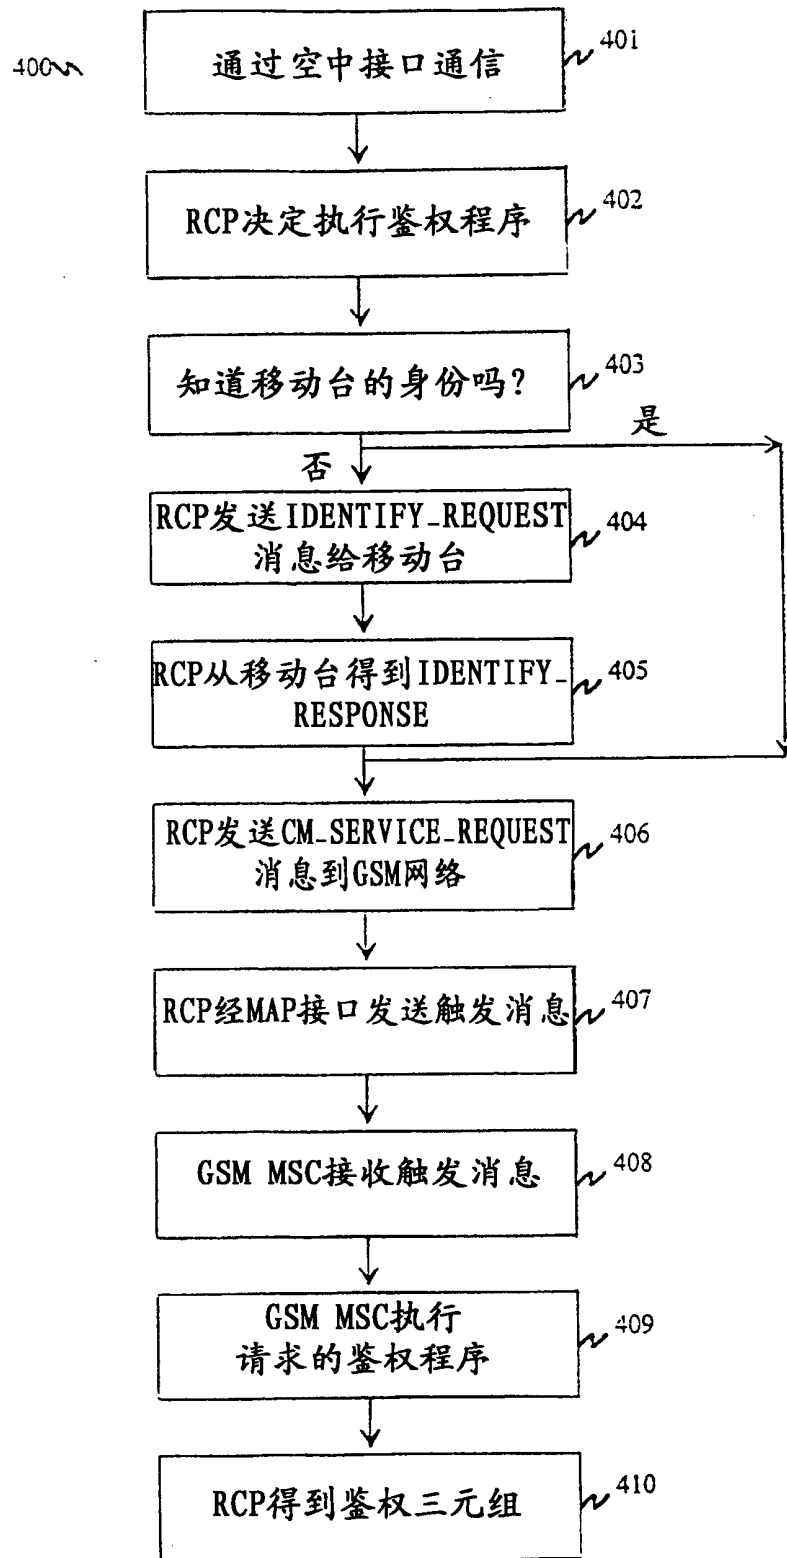 400
通过空中接口通信
401
RCP决定执行鉴权程序
402
知道移动台的身份吗?
403
是
否
RCP发送IDENTIFY_REQUEST
消息给移动台
404
RCP从移动台得到IDENTIFY_
RESPONSE
405
RCP发送CM_SERVICE_REQUEST
消息到GSM网络
406
RCP经MAP接口发送触发消息
407
GSM MSC接收触发消息
408
GSM MSC执行
请求的鉴权程序
409
RCP得到鉴权三元组
410